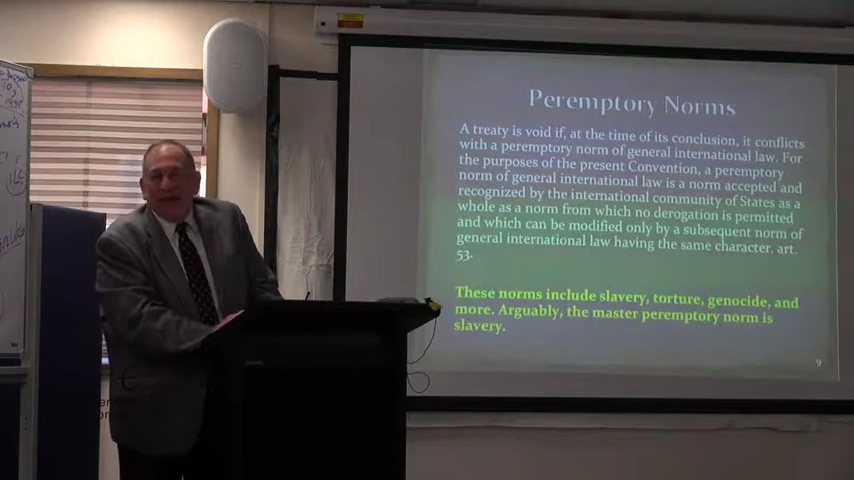 Peremptory Norms
A treaty is void if, at the time of its conclusion, it conflicts
with a peremptory norm of general international law. For
the purposes of the present Convention, a peremptory
norm of general international law is a norm accepted and
recognized by the international community of States as a
whole as a norm from which no derogation is permitted
and which can be modified only by a subsequent norm of
general international law having the same character. art.
53.
These norms include slavery, torture, genocide, and
more. Arguably, the master peremptory norm is
slavery.
9